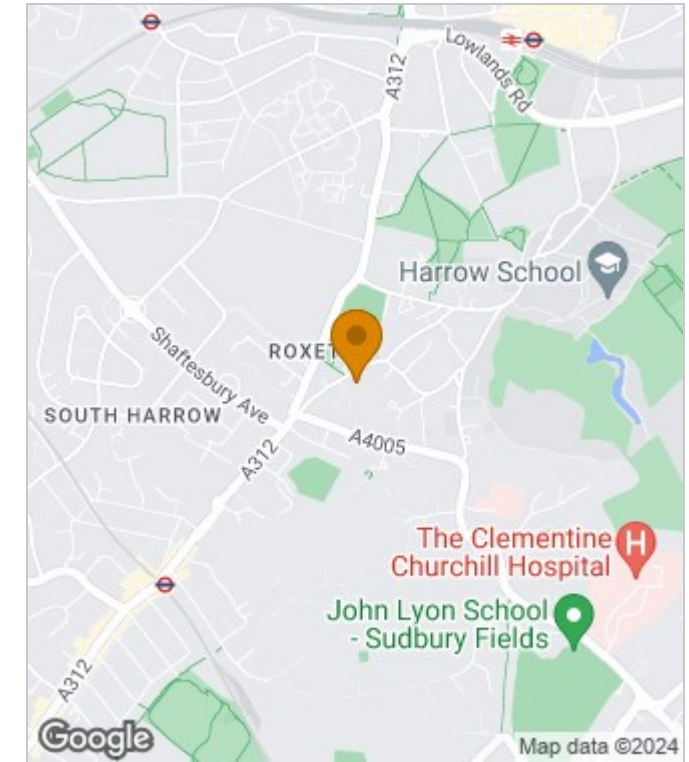 A312
Lowlands Rd
Harrow School
ROXET
Shaftesbury Ave
SOUTH HARROW
A4005
A312
The Clementine
Churchill Hospital
H
John Lyon School
- Sudbury Fields
A312
Google
Map data ©2024